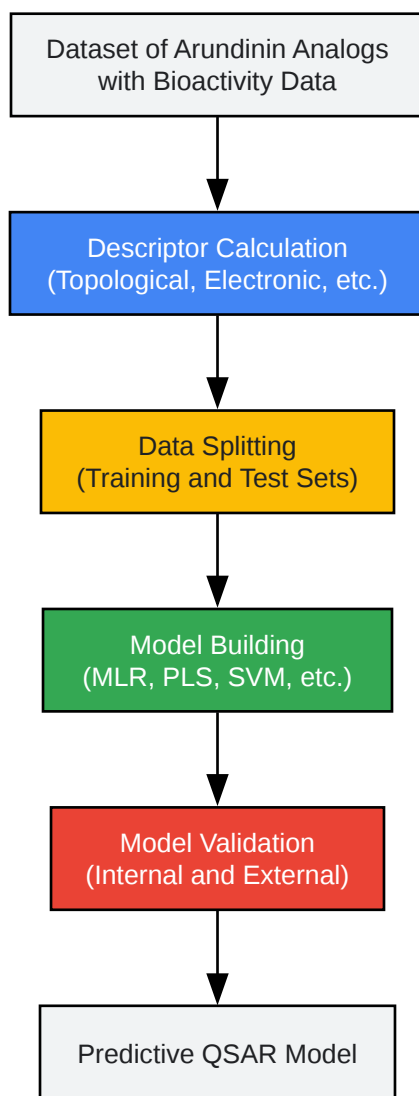 Dataset of Arundinin Analogs
with Bioactivity Data
Descriptor Calculation
(Topological, Electronic, etc.)
Data Splitting
(Training and Test Sets)
Model Building
(MLR, PLS, SVM, etc.)
Model Validation
(Internal and External)
Predictive QSAR Model